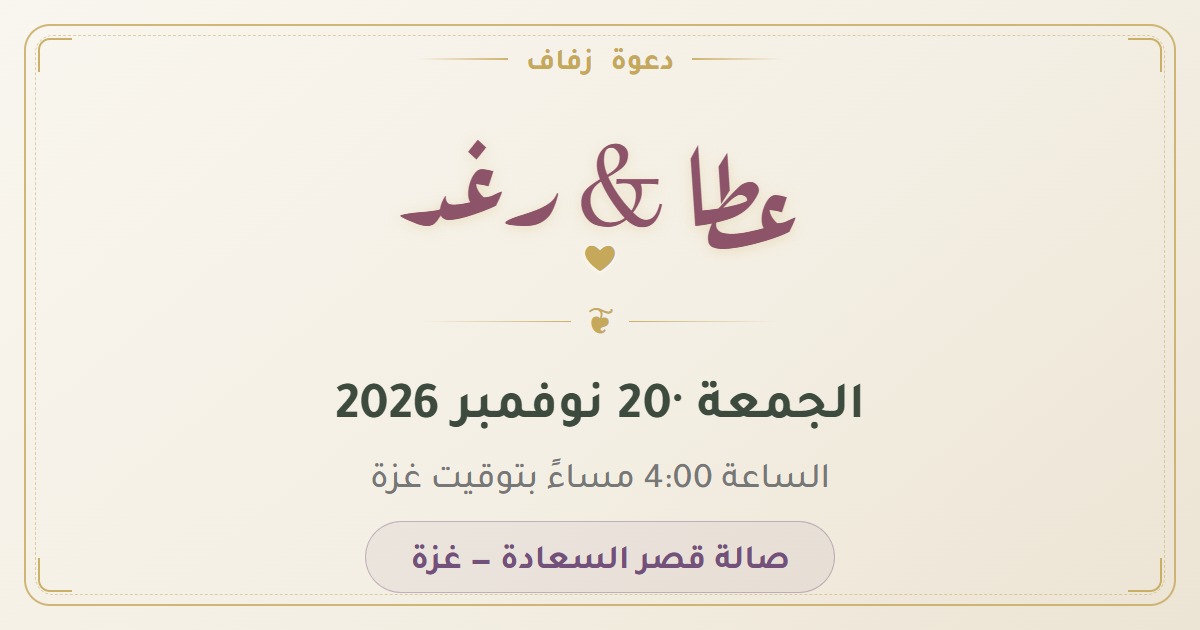 دعوة زفاف
عطا & رغد
الجمعة ·20 نوفمبر 2026
الساعة 4:00 مساءً بتوقيت غزة
صالة قصر السعادة – غزة